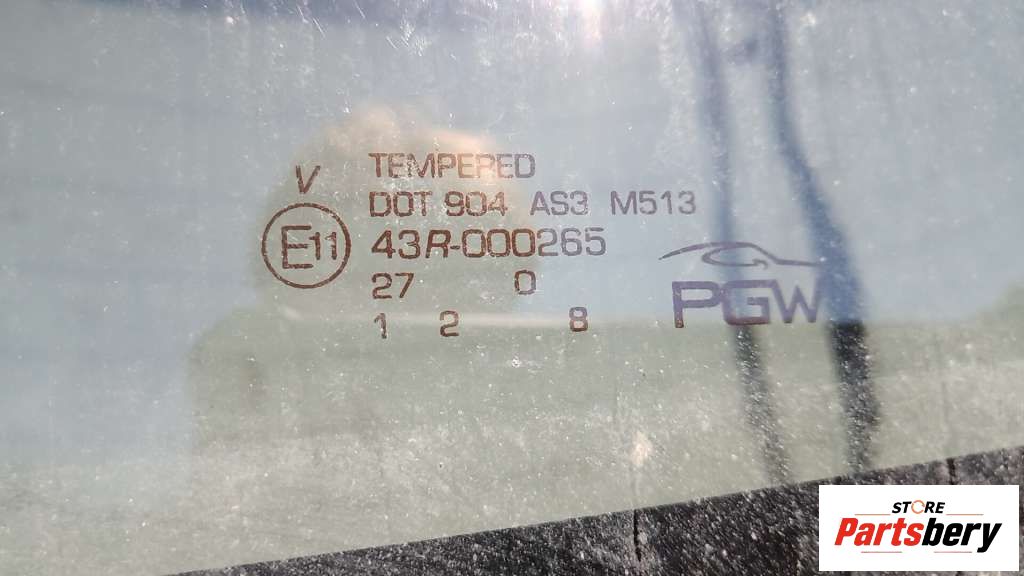 V
TEMPERED
DOT 904 AS3 M513
E11
43R-000265
27 0
1 2 8
PGW
STORE
Partsbery